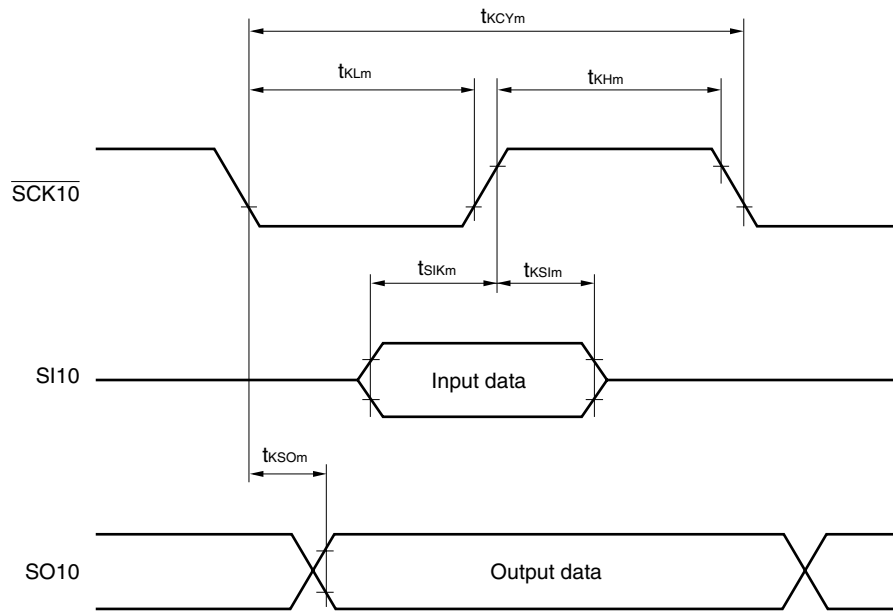 tKCYm
tKLm
tKHm
SCK10
tSIKm
tKSIm
SI10
Input data
tKSOm
SO10
Output data